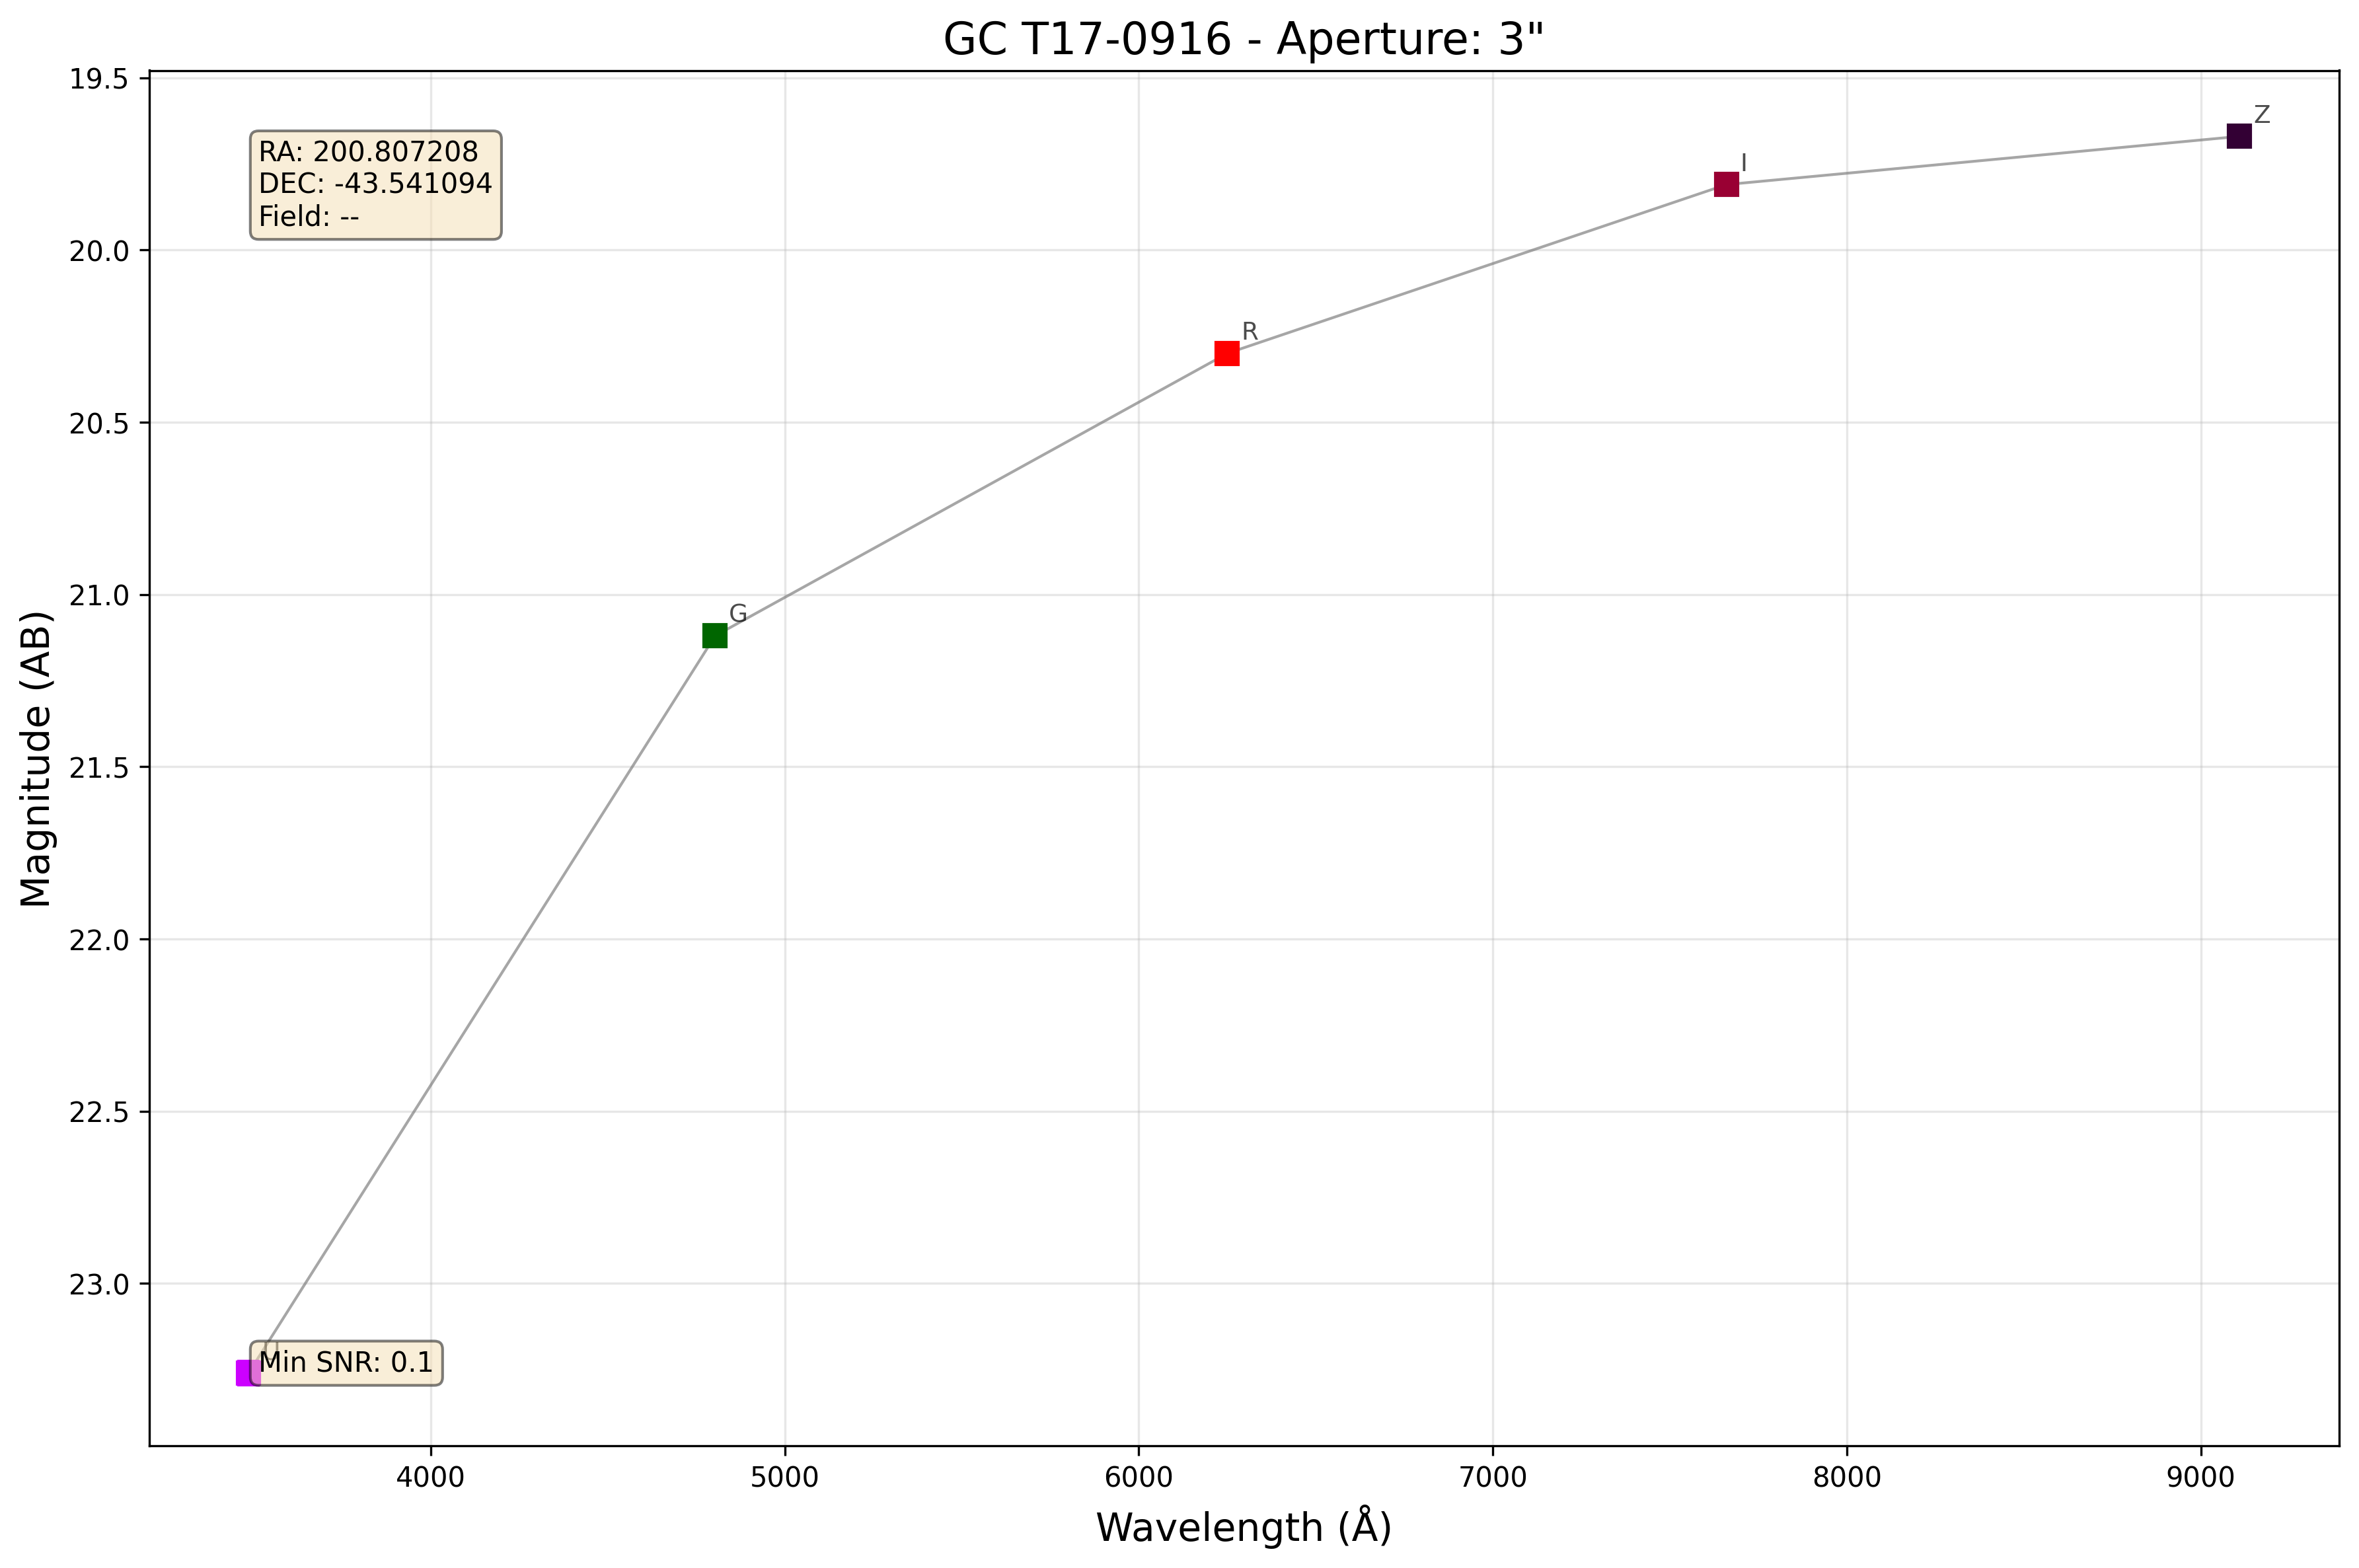 GC T17-0916 - Aperture: 3"
19.5
20.0
20.5
21.0
21.5
22.0
22.5
23.0
Magnitude (AB)
RA: 200.807208
DEC: -43.541094
Field: --
Z
I
R
G
Min SNR: 0.1
4000
5000
6000
7000
8000
9000
Wavelength (Å)